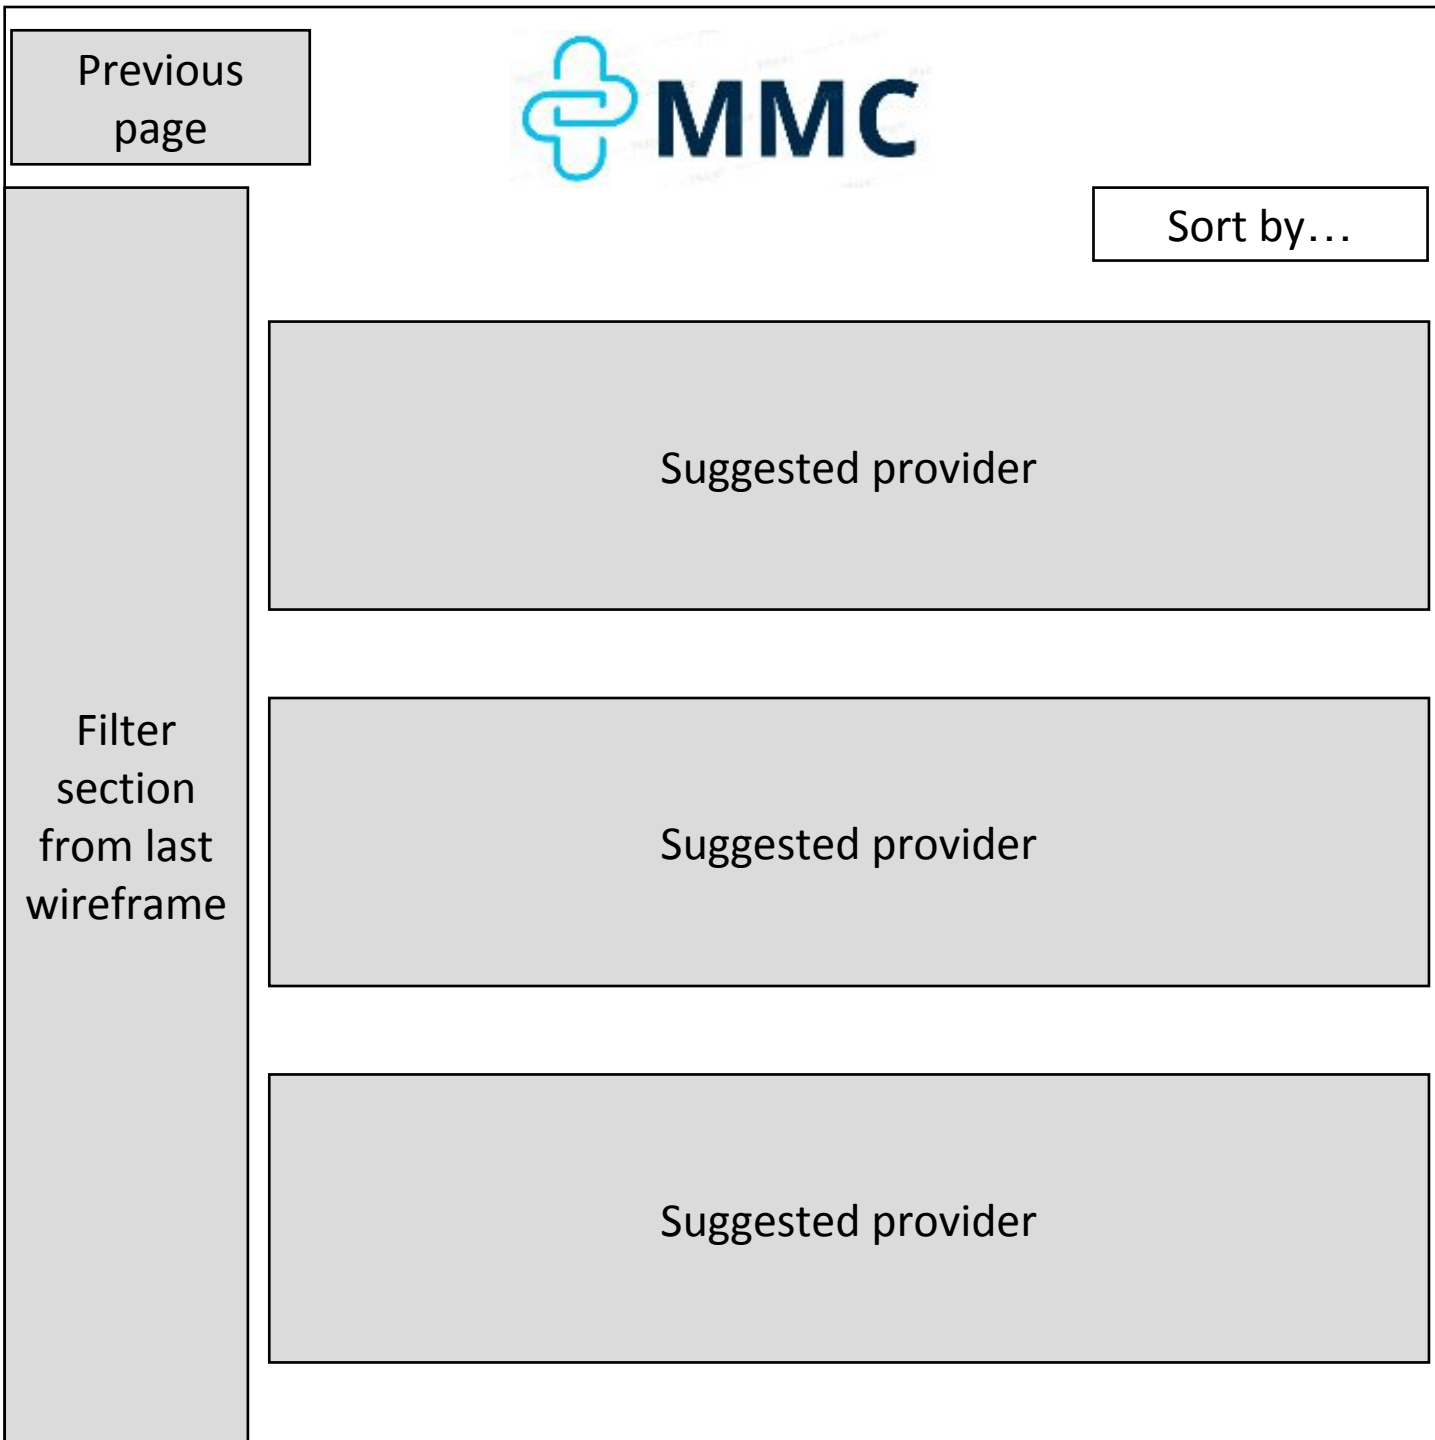 Previous
page
MMC
Sort by…
Suggested provider
Filter
section
from last
wireframe
Suggested provider
Suggested provider